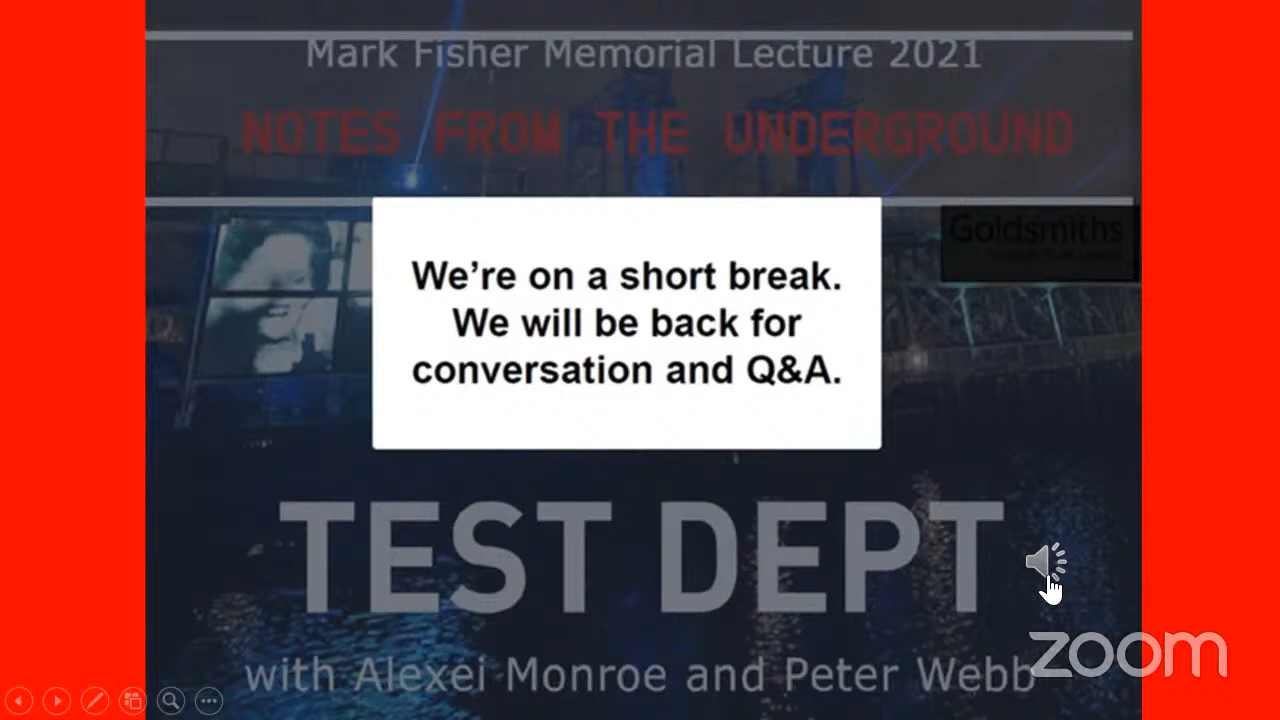 Mark Fisher Memorial Lecture 2021
NOTES FROM THE UNDERGROUND
Goldsmiths
We’re on a short break.
We will be back for
conversation and Q&A.
TEST DEPT
with Alexei Monroe and Peter Webb
zoom